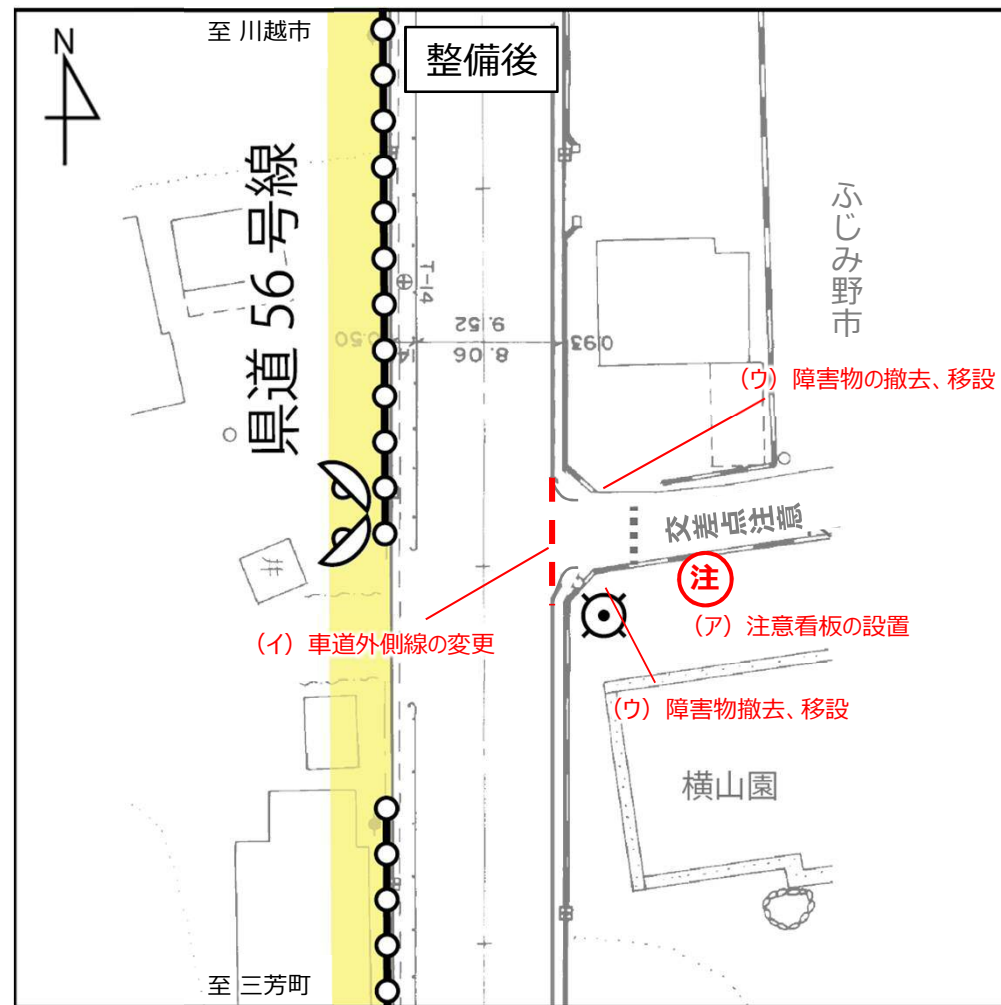 至 川越市
整備後
N
県道 56 号線
ふじみ野市
T-14
9.52
8.06
0.50
0.93
(ウ) 障害物の撤去、移設
交差点注意
井
注
(ア) 注意看板の設置
(イ) 車道外側線の変更
(ウ) 障害物撤去、移設
横山園
至 三芳町